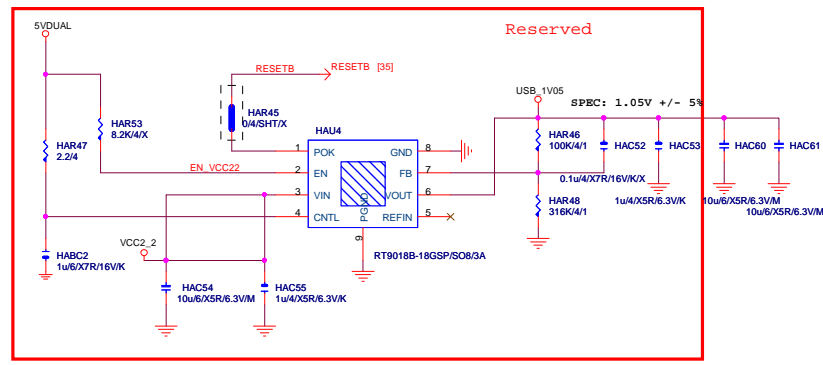 Reserved
5VDUAL
RESETB
RESETB [35]
HAR53
8.2K/4/X
HAR45
0/4/SHT/X
HAR47
2.2/4
HAU4
EN_VCC22
1 POK
2 EN
3 VIN
4 CNTL
GND 8
FB 7
VOUT 6
REFIN 5
PGND
9
RT9018B-18GSP/SO8/3A
HABC2
1u/6/X7R/16V/K
VCC2_2
HAC54
10u/6/X5R/6.3V/M
HAC55
1u/4/X5R/6.3V/K
USB_1V05
SPEC: 1.05V +/- 5%
HAR46
100K/4/1
HAC52
0.1u/4/X7R/16V/K/X
HAC53
1u/4/X5R/6.3V/K
HAC60
10u/6/X5R/6.3V/M
HAC61
10u/6/X5R/6.3V/M
HAR48
316K/4/1